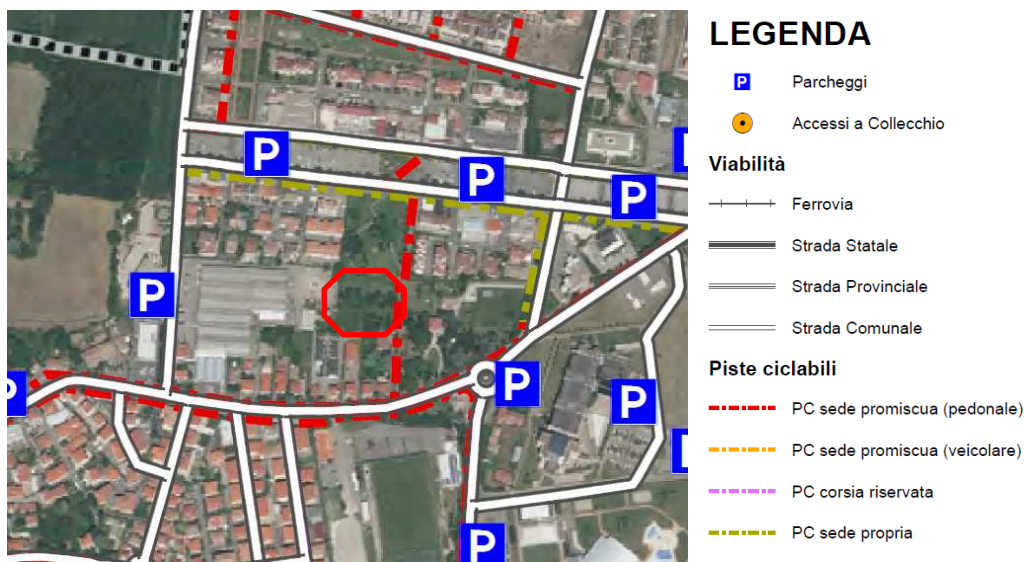 LEGENDA
P Parcheggi
Accessi a Collecchio
Viabilità
Ferrovia
Strada Statale
Strada Provinciale
Strada Comunale
Piste ciclabili
PC sede promiscua (pedonale)
PC sede promiscua (veicolare)
PC corsia riservata
PC sede propria
P
P
P
P
P
P
P
P